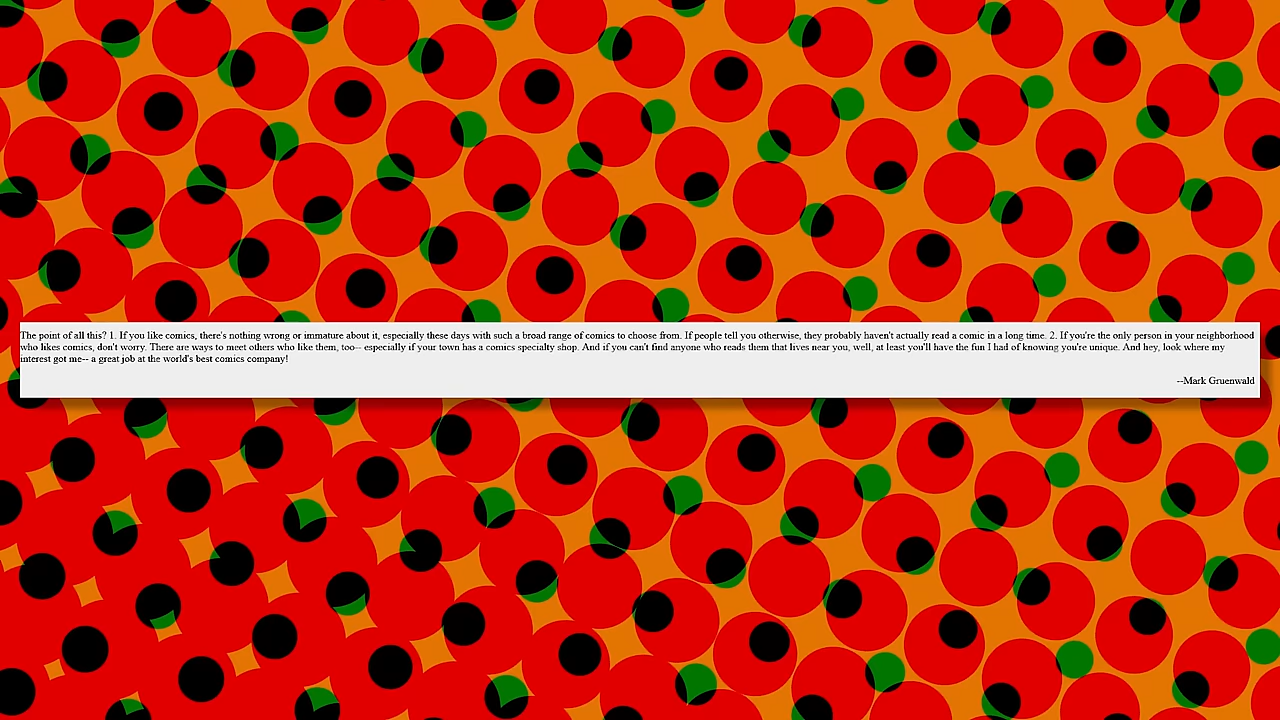 The point of all this? 1. If you like comics, there's nothing wrong or immature about it, especially these days with such a broad range of comics to choose from. If people tell you otherwise, they probably haven't actually read a comic in a long time. 2. If you're the only person in your neighborhood
who likes comics, don't worry. There are ways to meet others who like them, too-- especially if your town has a comics specialty shop. And if you can't find anyone who reads them that lives near you, well, at least you'll have the fun I had of knowing you're unique. And hey, look where my
interest got me-- a great job at the world's best comics company!
--Mark Gruenwald